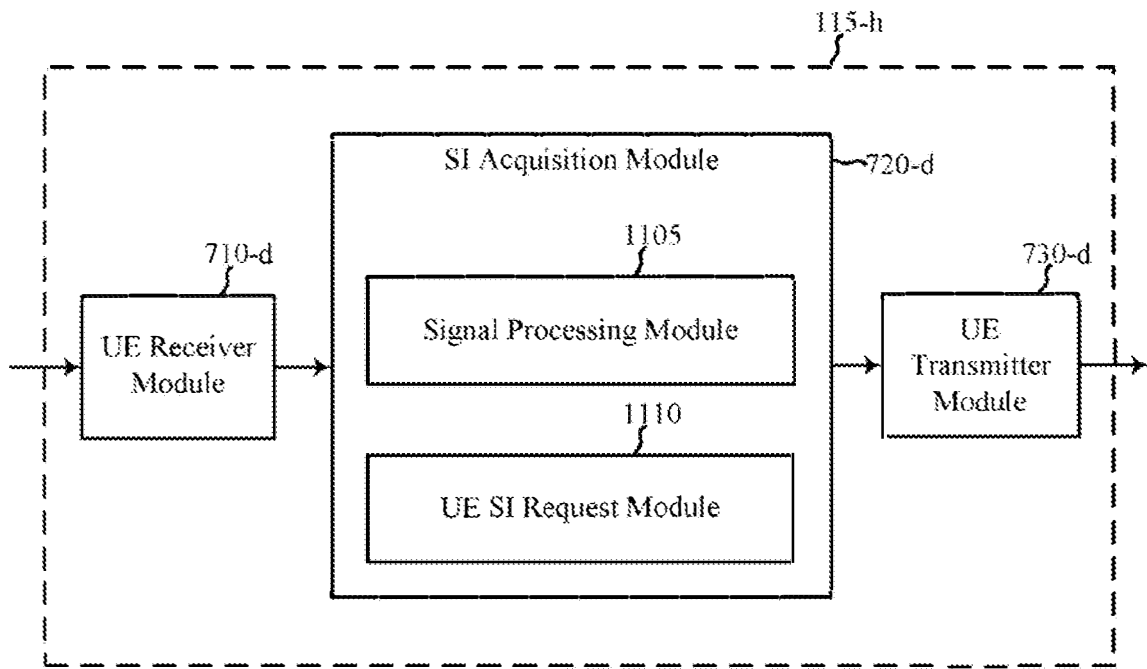 115-h
SI Acquisition Module
720-d
710-d
1105
730-d
UE Receiver
Module
Signal Processing Module
UE
Transmitter
Module
1110
UE SI Request Module